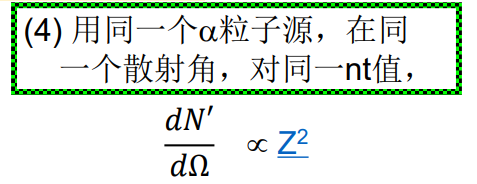 (4) 用同一个α粒子源，在同
一个散射角，对同一nt值，
dN′
dΩ ∝ Z²